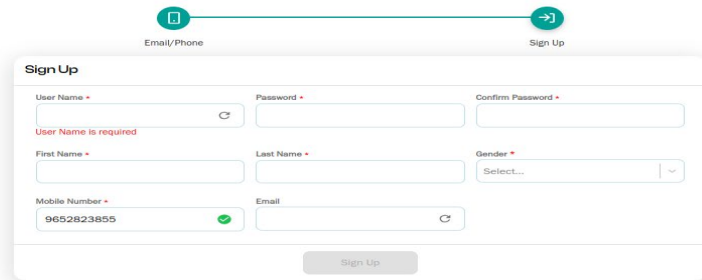 Email/Phone
Sign Up
Sign Up
User Name *
Password *
Confirm Password *
User Name is required
First Name *
Last Name *
Gender *
Select...
Mobile Number *
Email
9652823855
Sign Up